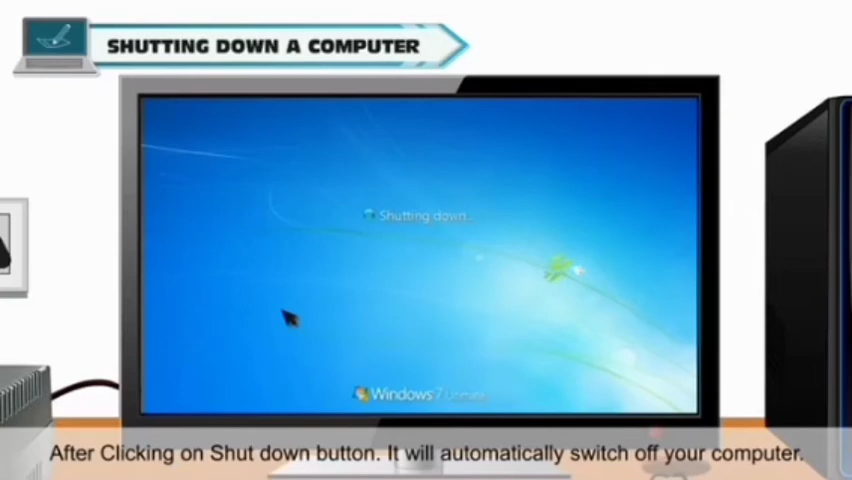 SHUTTING DOWN A COMPUTER
Shutting down...
Windows 7
After Clicking on Shut down button. It will automatically switch off your computer.